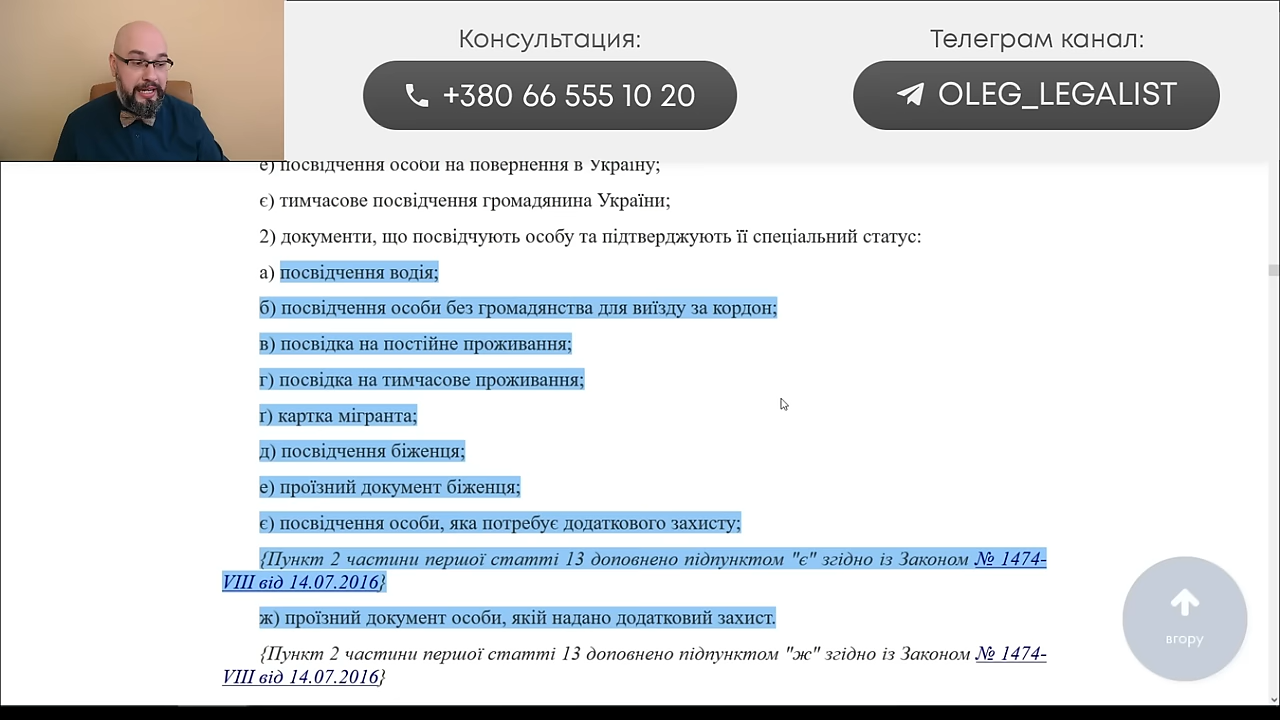 Консультация:
+380 66 555 10 20
Телеграм канал:
OLEG_LEGALIST
е) посвідчення особи на повернення в Україну;
є) тимчасове посвідчення громадянина України;
2) документи, що посвідчують особу та підтверджують її спеціальний статус:
а) посвідчення водія;
б) посвідчення особи без громадянства для виїзду за кордон;
в) посвідка на постійне проживання;
г) посвідка на тимчасове проживання;
ґ) картка мігранта;
д) посвідчення біженця;
е) проїзний документ біженця;
є) посвідчення особи, яка потребує додаткового захисту;
{Пункт 2 частини першої статті 13 доповнено підпунктом "є" згідно із Законом № 1474-
VIII від 14.07.2016}
ж) проїзний документ особи, якій надано додатковий захист.
{Пункт 2 частини першої статті 13 доповнено підпунктом "ж" згідно із Законом № 1474-
VIII від 14.07.2016}
вгору